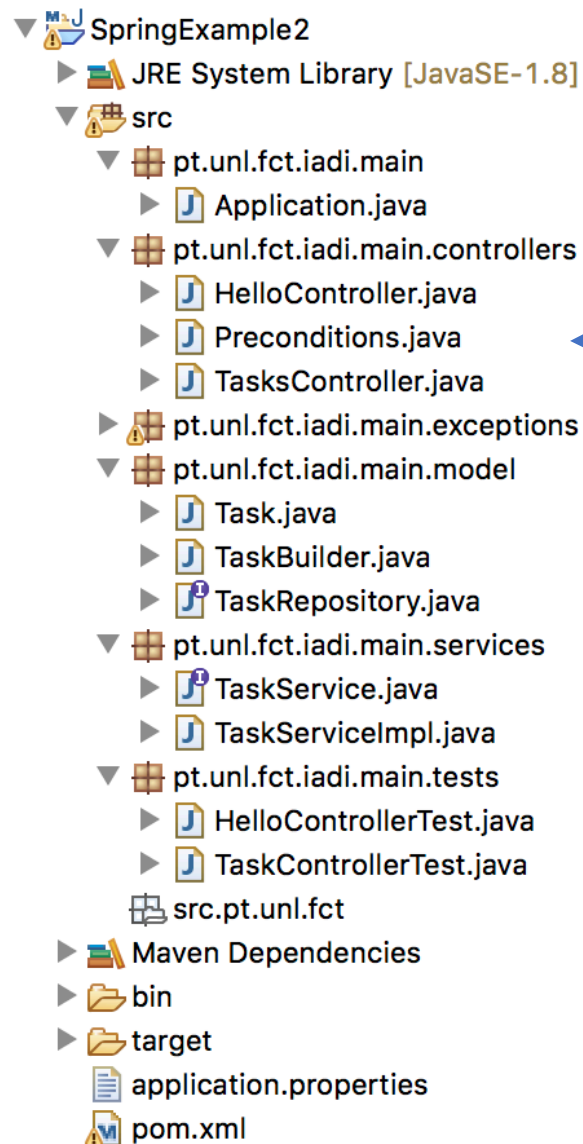 SpringExample2
JRE System Library [JavaSE-1.8]
src
pt.unl.fct.iadi.main
Application.java
pt.unl.fct.iadi.main.controllers
HelloController.java
Preconditions.java
TasksController.java
pt.unl.fct.iadi.main.exceptions
pt.unl.fct.iadi.main.model
Task.java
TaskBuilder.java
TaskRepository.java
pt.unl.fct.iadi.main.services
TaskService.java
TaskServiceImpl.java
pt.unl.fct.iadi.main.tests
HelloControllerTest.java
TaskControllerTest.java
src.pt.unl.fct
Maven Dependencies
bin
target
application.properties
pom.xml